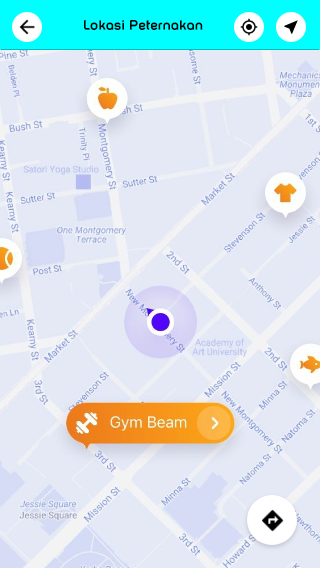 Lokasi Peternakan
Pine St
Belden Pl
Mechanics
Monument
Plaza
Bush St
Trinity Pl
Montgomery St
1st
Kearny St
Satori Yoga Studio
Sutter St
Sutter St
Kearny St
Market St
One Montgomery
Terrace
Stevenson St
Jessie St
2nd St
Post St
Anthony St
New Montgomery St
Kearny St
Market St
Academy of
Art University
2nd St
Mission St
Minna St
3rd St
Stevenson St
New Montgomery St
Natoma St
Gym Beam
3rd St
Natoma St
Minna St
Mission St
Jessie Square
Jessie Square
3rd St
Howard St